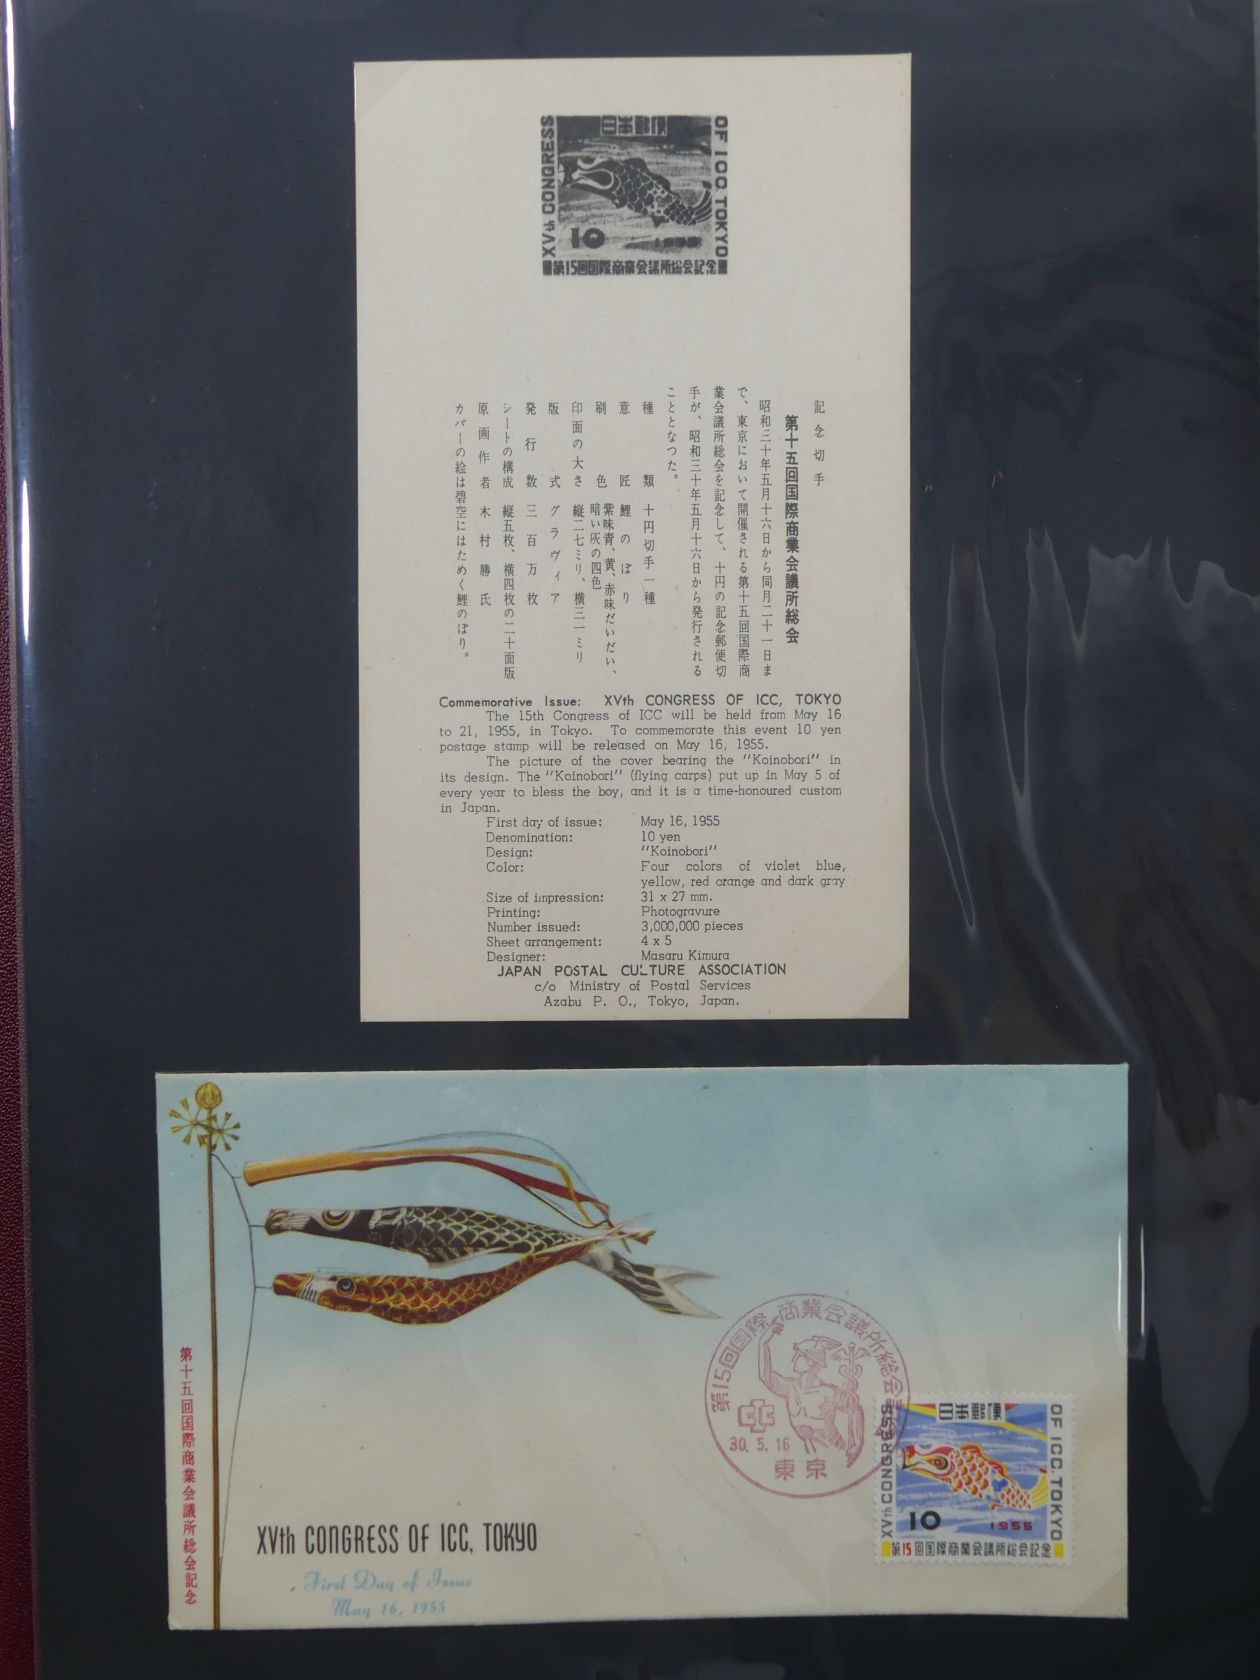 日本郵便
XVth CONGRESS
OF ICC. TOKYO
10
1955
第15回国際商業会議所総会記念
記念切手
第十五回国際商業会議所総会
昭和三十年五月十六日から同月二十一日ま
で、東京において開催される第十五回国際商
業会議所総会を記念して、十円の記念郵便切
手が、昭和三十年五月十六日から発行される
こととなつた。
種類 十円切手一種
意匠 鯉のぼり
刷色 紫味青、黄、赤味だいだい、
暗い灰の四色
印面の大きさ 縦二七ミリ、横三一ミリ
版式 グラヴィア
発行数 三百万枚
シートの構成 縦五枚、横四枚の二十面版
原画作者 木村勝氏
カバーの絵は碧空にはためく鯉のぼり。
Commemorative Issue: XVth CONGRESS OF ICC, TOKYO
The 15th Congress of ICC will be held from May 16
to 21, 1955, in Tokyo. To commemorate this event 10 yen
postage stamp will be released on May 16, 1955.
The picture of the cover bearing the "Koinobori" in
its design. The "Koinobori" (flying carps) put up in May 5 of
every year to bless the boy, and it is a time-honoured custom
in Japan.
First day of issue: May 16, 1955
Denomination: 10 yen
Design: "Koinobori"
Color: Four colors of violet blue,
yellow, red orange and dark gray
Size of impression: 31 x 27 mm.
Printing: Photogravure
Number issued: 3,000,000 pieces
Sheet arrangement: 4 x 5
Designer: Masaru Kimura
JAPAN POSTAL CULTURE ASSOCIATION
c/o Ministry of Postal Services
Azabu P. O., Tokyo, Japan.
第十五回国際商業会議所総会記念
XVth CONGRESS OF ICC, TOKYO
First Day of Issue
May 16, 1955
第15回国際商業会議所総会
30. 5. 16
東京
日本郵便
XVth CONGRESS
OF ICC. TOKYO
10
1955
第15回国際商業会議所総会記念